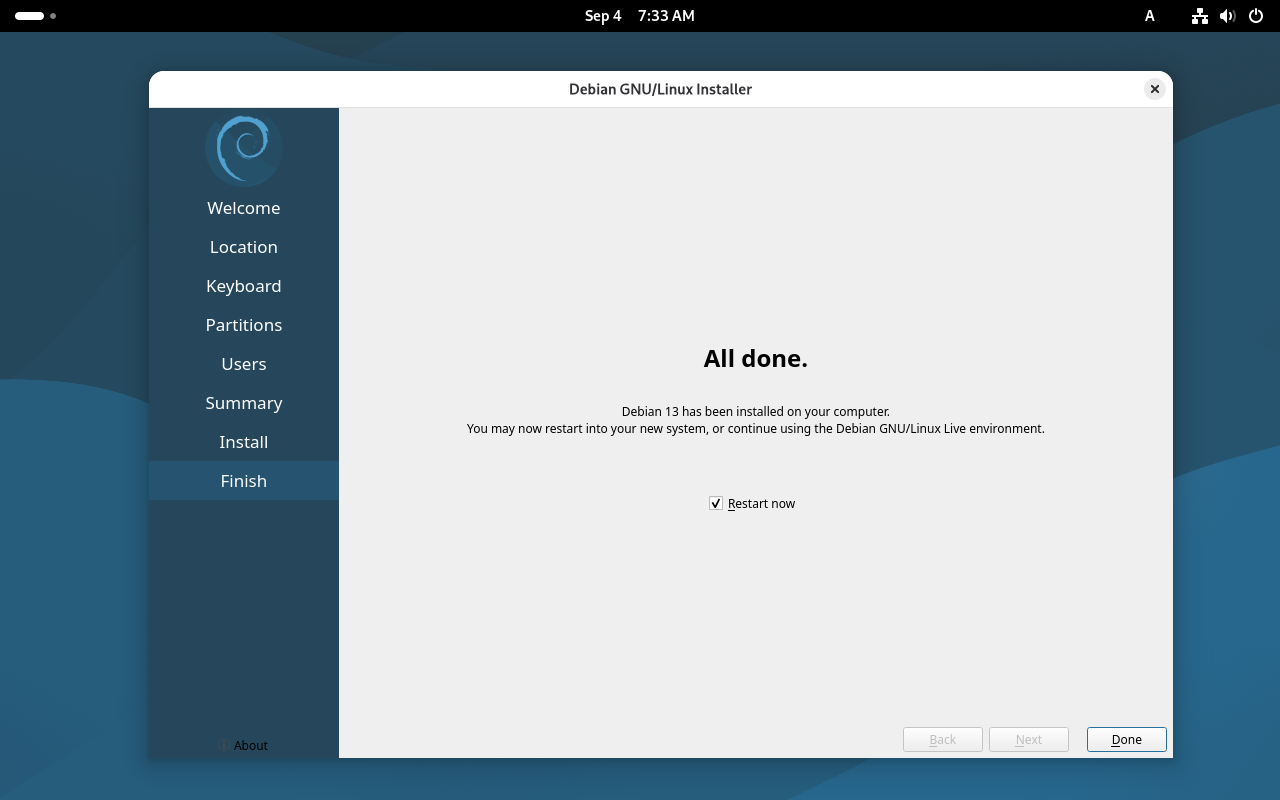 Sep 4 7:33 AM
A
Debian GNU/Linux Installer
Welcome
Location
Keyboard
Partitions
Users
Summary
Install
Finish
About
All done.
Debian 13 has been installed on your computer.
You may now restart into your new system, or continue using the Debian GNU/Linux Live environment.
Restart now
Back Next Done